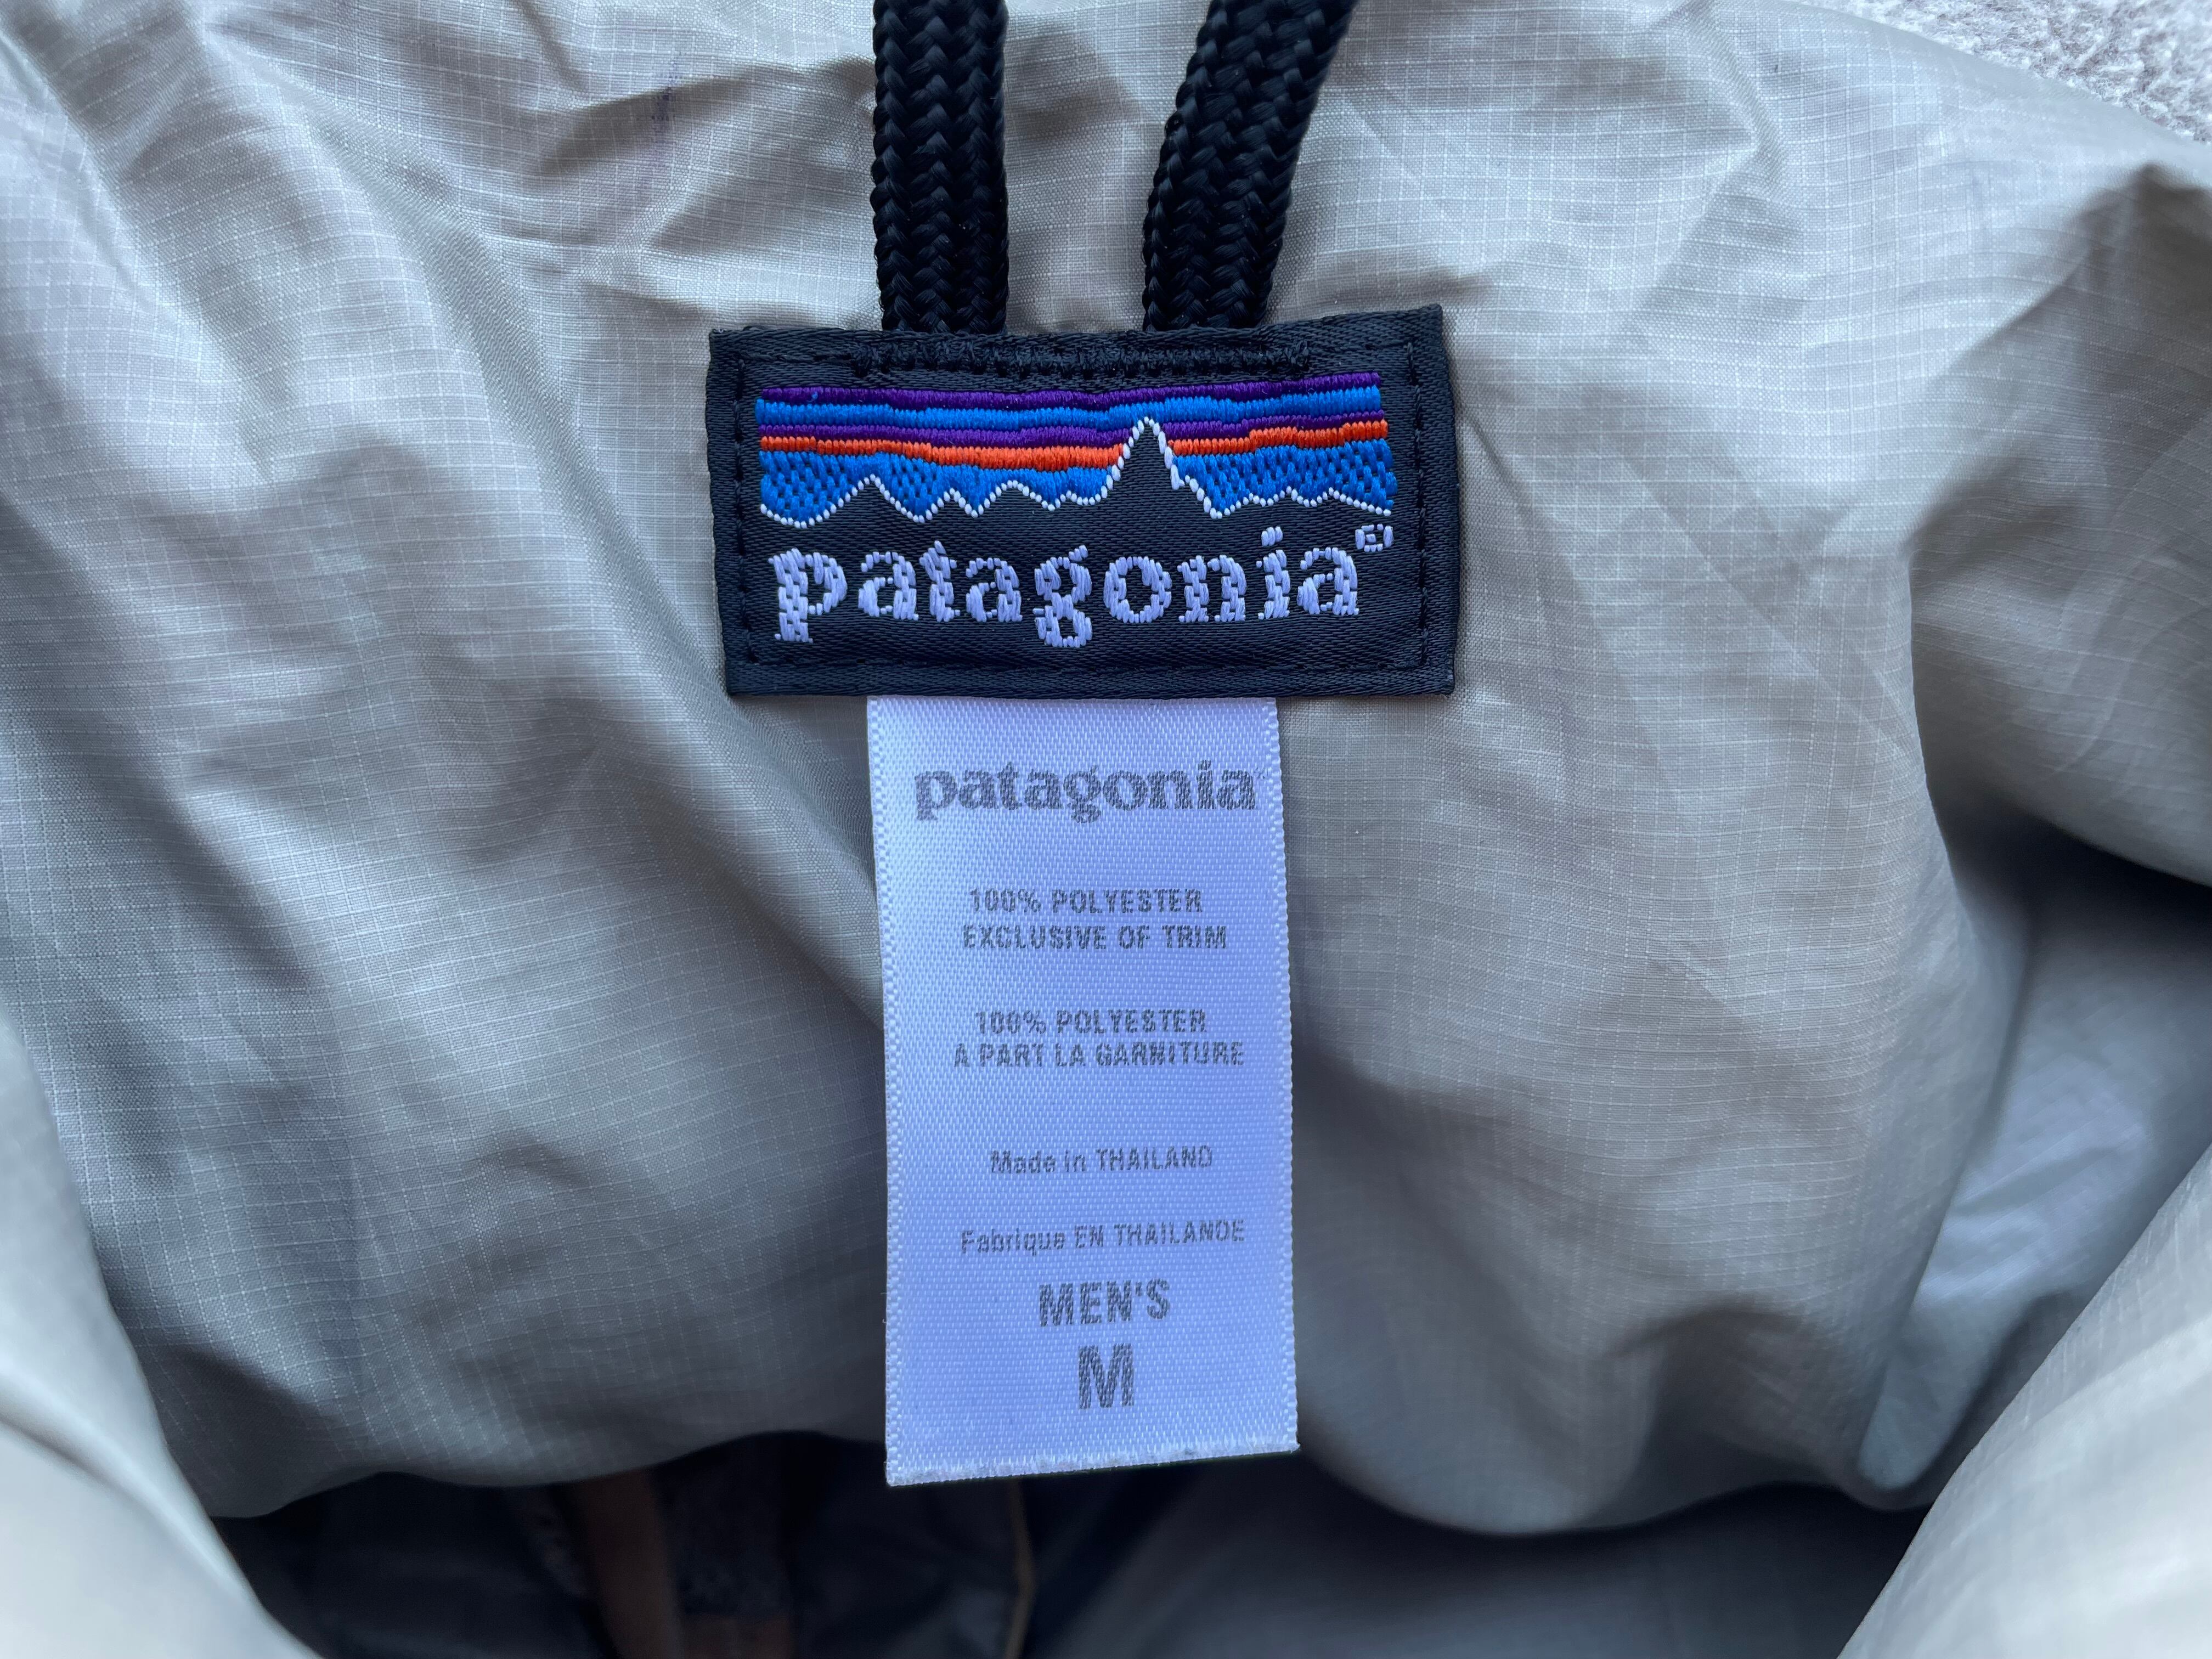 patagonia®
patagonia
100% POLYESTER
EXCLUSIVE OF TRIM
100% POLYESTER
A PART LA GARNITURE
Made in THAILAND
Fabrique EN THAILANDE
MEN'S
M